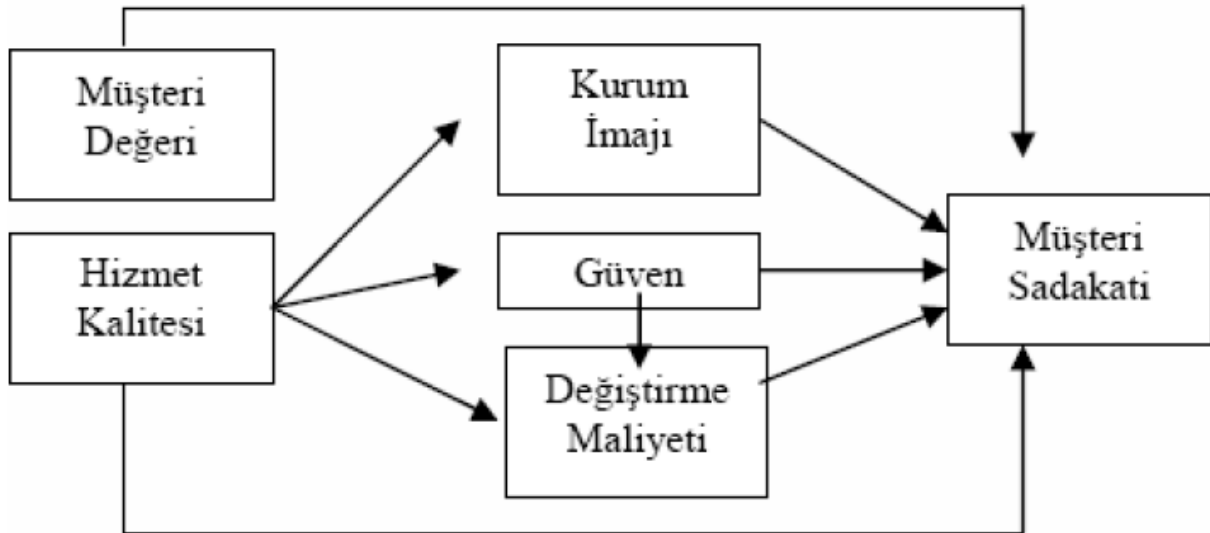 Müşteri
Değeri
Kurum
İmajı
Hizmet
Kalitesi
Güven
Değiştirme
Maliyeti
Müşteri
Sadakati